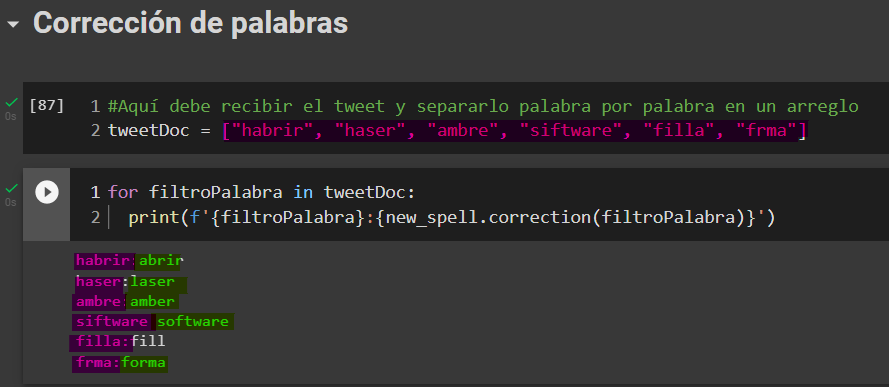 Corrección de palabras
[87] 1 #Aquí debe recibir el tweet y separarlo palabra por palabra en un arreglo
0s 2 tweetDoc = ["habrir", "haser", "ambre", "siftware", "filla", "frma"]
1 for filtroPalabra in tweetDoc:
0s 2 print(f'{filtroPalabra}:{new_spell.correction(filtroPalabra)}')
habrir:abrir
haser:laser
ambre:amber
siftware software
filla:fill
frma:forma